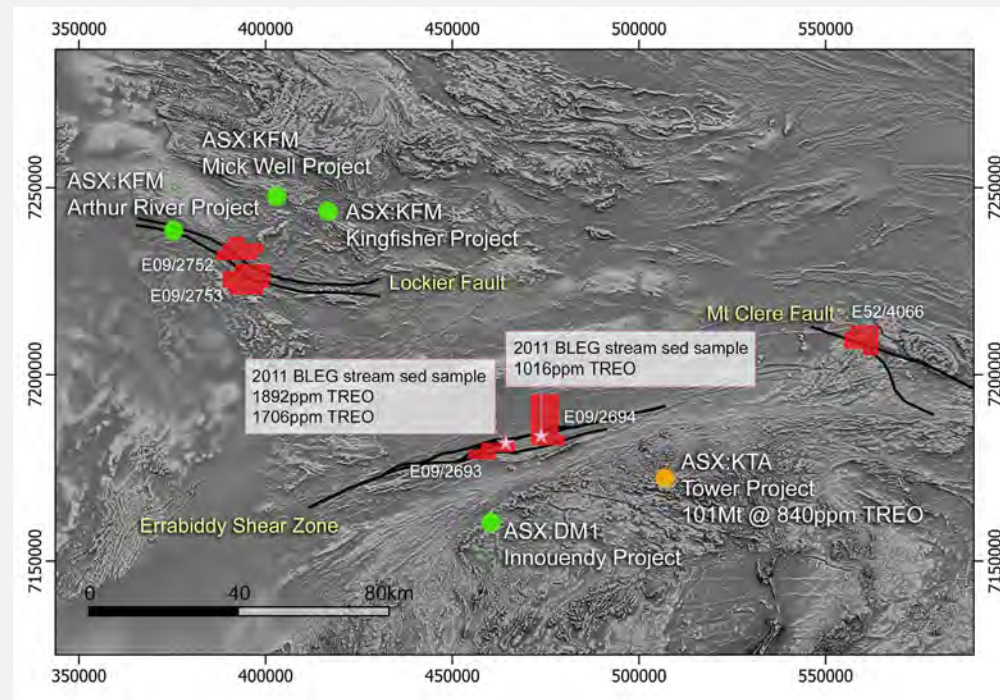 350000
400000
450000
500000
550000
7250000
7250000
ASX:KFM
Mick Well Project
ASX:KFM
Arthur River Project
ASX:KFM
Kingfisher Project
E09/2752
E09/2753
Lockier Fault
Mt Clere Fault
E52/4066
7200000
7200000
2011 BLEG stream sed sample
1016ppm TREO
2011 BLEG stream sed sample
1892ppm TREO
1706ppm TREO
E09/2694
E09/2693
ASX:KTA
Tower Project
101Mt @ 840ppm TREO
Errabiddy Shear Zone
ASX:DM1
Innouendy Project
7150000
7150000
0
40
80km
350000
400000
450000
500000
550000